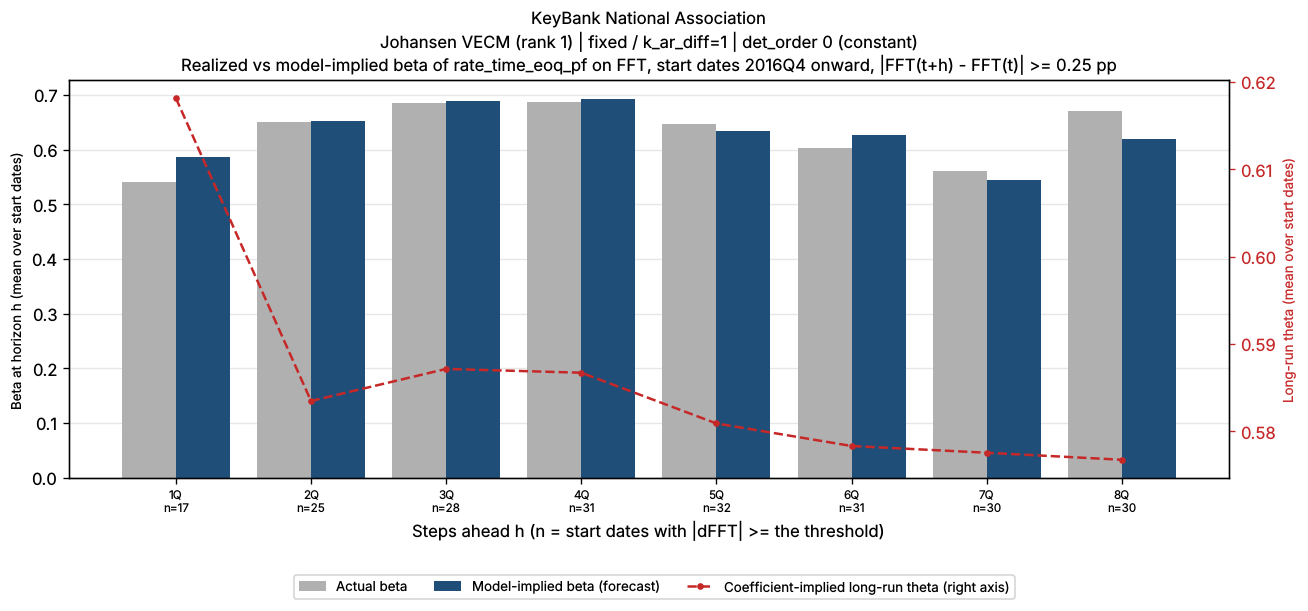 KeyBank National Association
Johansen VECM (rank 1) | fixed / k_ar_diff=1 | det_order 0 (constant)
Realized vs model-implied beta of rate_time_eoq_pf on FFT, start dates 2016Q4 onward, |FFT(t+h) - FFT(t)| >= 0.25 pp
Beta at horizon h (mean over start dates)
0.7
0.6
0.5
0.4
0.3
0.2
0.1
0.0
0.62
0.61
0.60
0.59
0.58
Long-run theta (mean over start dates)
1Q 2Q 3Q 4Q 5Q 6Q 7Q 8Q
n=17 n=25 n=28 n=31 n=32 n=31 n=30 n=30
Steps ahead h (n = start dates with |dFFT| >= the threshold)
Actual beta Model-implied beta (forecast) Coefficient-implied long-run theta (right axis)